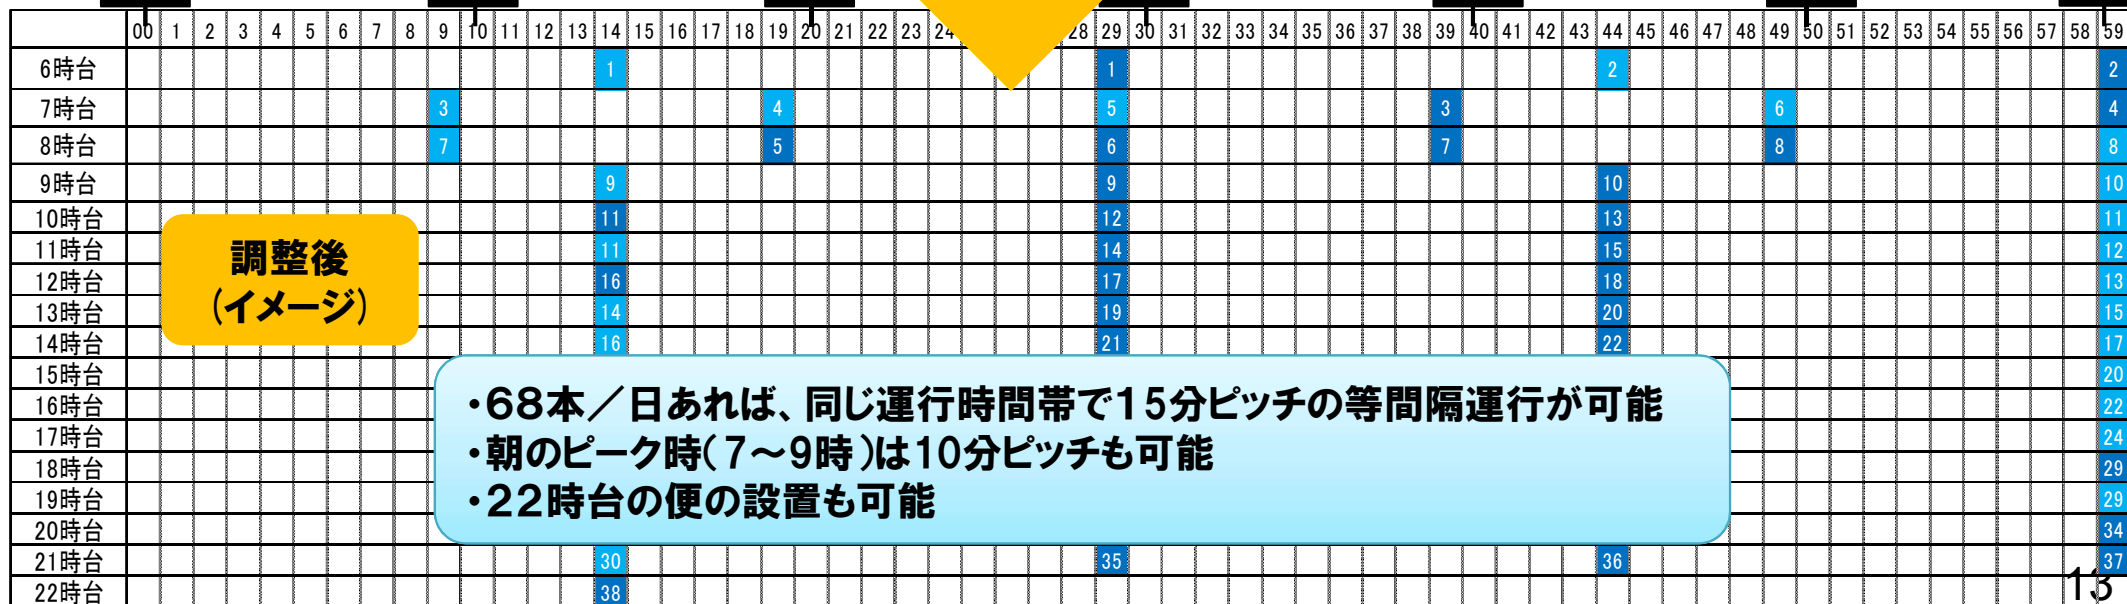 00 1 2 3 4 5 6 7 8 9 10 11 12 13 14 15 16 17 18 19 20 21 22 23 24 28 29 30 31 32 33 34 35 36 37 38 39 40 41 42 43 44 45 46 47 48 49 50 51 52 53 54 55 56 57 58 59
6時台 1 1 2 2
7時台 3 4 5 3 6 4
8時台 7 5 6 7 8 8
9時台 9 9 10 10
10時台 11 12 13 11
11時台 11 14 15 12
12時台 16 17 18 13
13時台 14 19 20 15
14時台 16 21 22 17
15時台 20
16時台 22
17時台 24
18時台 29
19時台 29
20時台 34
21時台 30 35 36 37
22時台 38
調整後
(イメージ)
・68本／日あれば、同じ運行時間帯で15分ピッチの等間隔運行が可能
・朝のピーク時(7～9時)は10分ピッチも可能
・22時台の便の設置も可能
13